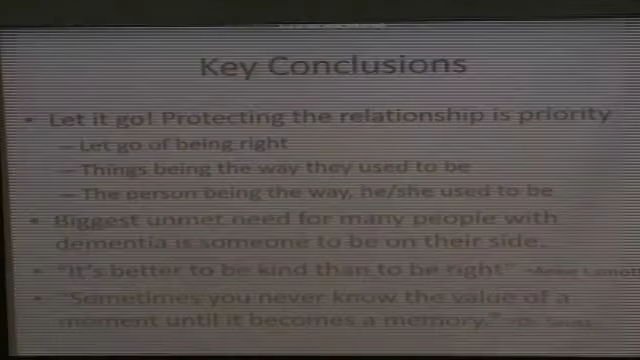 Key Conclusions
• Let it go! Protecting the relationship is priority
– Let go of being right
– Things being the way they used to be
– The person being the way, he/she used to be
• Biggest unmet need for many people with
dementia is someone to be on their side.
• "It's better to be kind than to be right" -Anne Lamott
• "Sometimes you never know the value of a
moment until it becomes a memory."